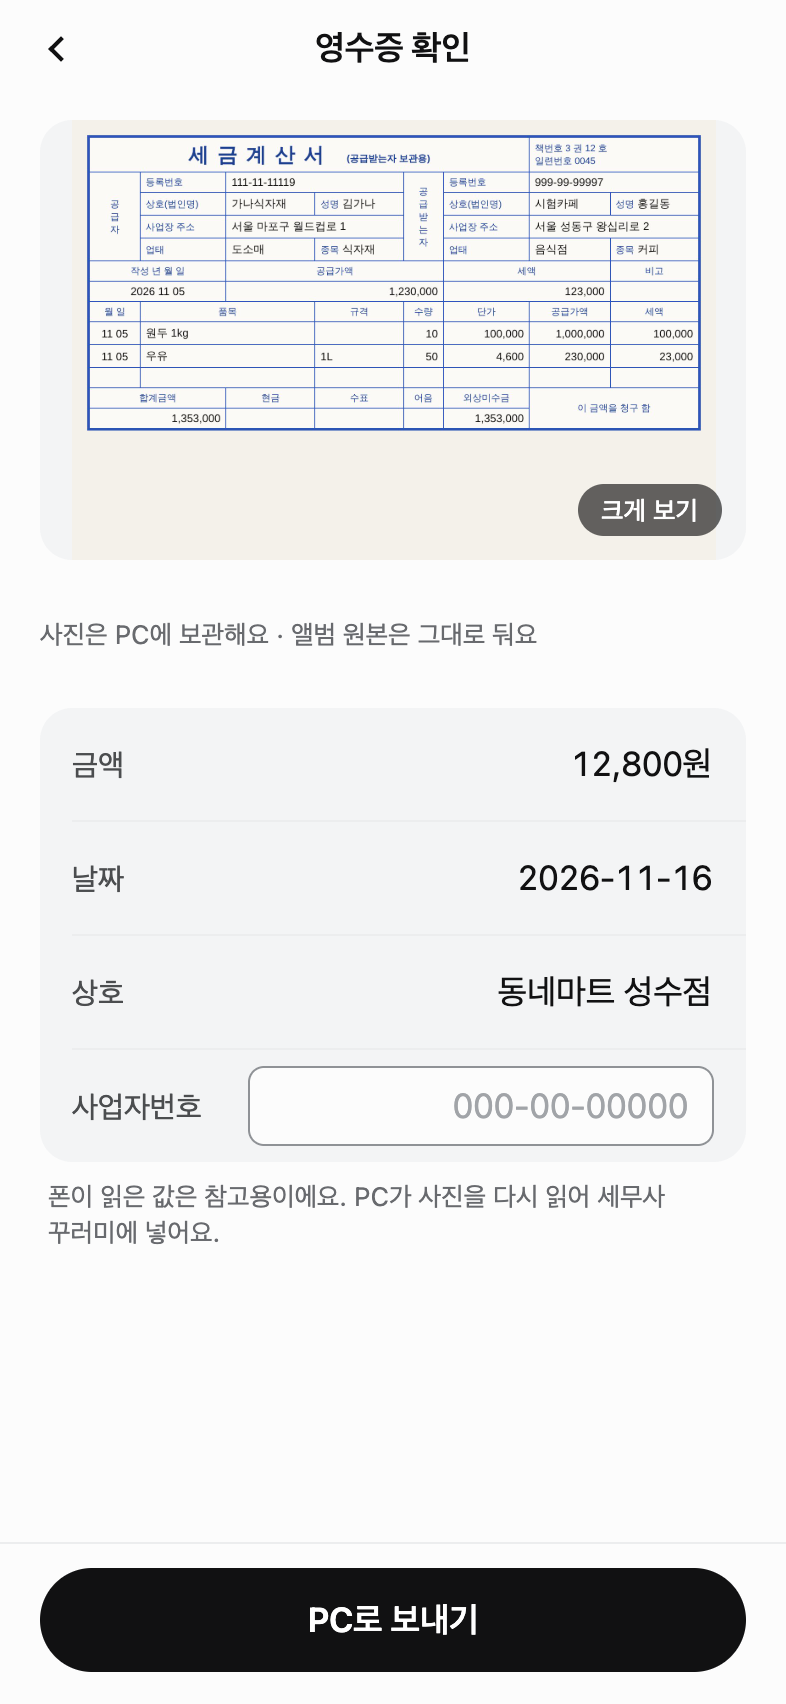 영수증 확인
세 금 계 산 서 (공급받는자 보관용)
책번호 3 권 12 호
일련번호 0045
공급자
등록번호 111-11-11119
상호(법인명) 가나식자재 성명 김가나
사업장 주소 서울 마포구 월드컵로 1
업태 도소매 종목 식자재
공급받는자
등록번호 999-99-99997
상호(법인명) 시험카페 성명 홍길동
사업장 주소 서울 성동구 왕십리로 2
업태 음식점 종목 커피
작성 년 월 일 공급가액 세액 비고
2026 11 05 1,230,000 123,000
월 일 품목 규격 수량 단가 공급가액 세액
11 05 원두 1kg 10 100,000 1,000,000 100,000
11 05 우유 1L 50 4,600 230,000 23,000
합계금액 현금 수표 어음 외상미수금 이 금액을 청구 함
1,353,000 1,353,000
크게 보기
사진은 PC에 보관해요 · 앨범 원본은 그대로 둬요
금액 12,800원
날짜 2026-11-16
상호 동네마트 성수점
사업자번호 000-00-00000
폰이 읽은 값은 참고용이에요. PC가 사진을 다시 읽어 세무사
꾸러미에 넣어요.
PC로 보내기